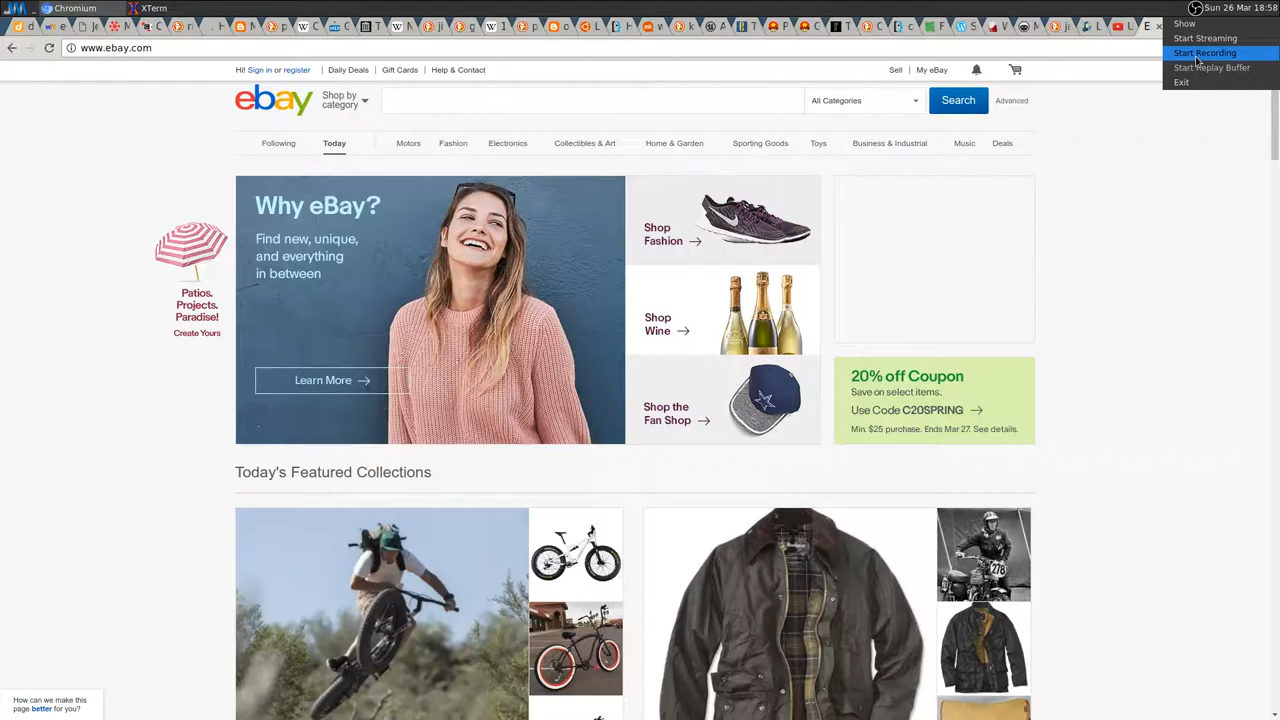 Chromium
XTerm
Sun 26 Mar 18:58
Show
Start Streaming
Start Recording
Start Replay Buffer
Exit
www.ebay.com
Hi! Sign in or register
Daily Deals
Gift Cards
Help & Contact
Sell
My eBay
ebay
Shop by
category
All Categories
Search
Advanced
Following
Today
Motors
Fashion
Electronics
Collectibles & Art
Home & Garden
Sporting Goods
Toys
Business & Industrial
Music
Deals
Why eBay?
Find new, unique,
and everything
in between
Learn More
Shop
Fashion
Shop
Wine
Shop the
Fan Shop
20% off Coupon
Save on select items.
Use Code C20SPRING
Min. $25 purchase. Ends Mar 27. See details.
Patios.
Projects.
Paradise!
Create Yours
Today's Featured Collections
278
How can we make this
page better for you?